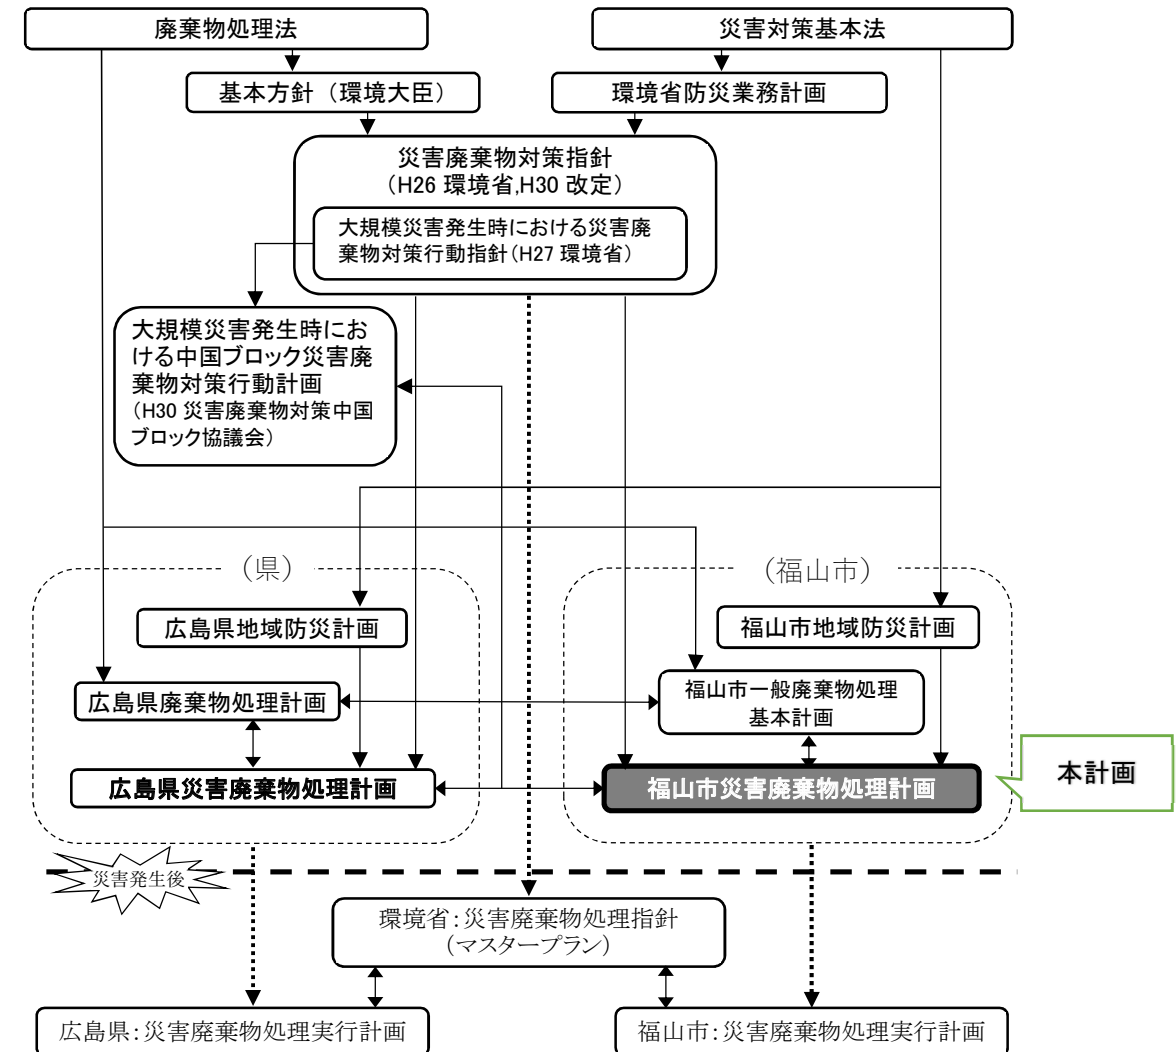 廃棄物処理法
災害対策基本法
基本方針（環境大臣）
環境省防災業務計画
災害廃棄物対策指針
（H26 環境省,H30 改定）
大規模災害発生時における災害廃
棄物対策行動指針（H27 環境省）
大規模災害発生時にお
ける中国ブロック災害廃
棄物対策行動計画
（H30 災害廃棄物対策中国
ブロック協議会）
（県）
（福山市）
広島県地域防災計画
福山市地域防災計画
広島県廃棄物処理計画
福山市一般廃棄物処理
基本計画
広島県災害廃棄物処理計画
福山市災害廃棄物処理計画
本計画
災害発生後
環境省：災害廃棄物処理指針
（マスタープラン）
広島県：災害廃棄物処理実行計画
福山市：災害廃棄物処理実行計画